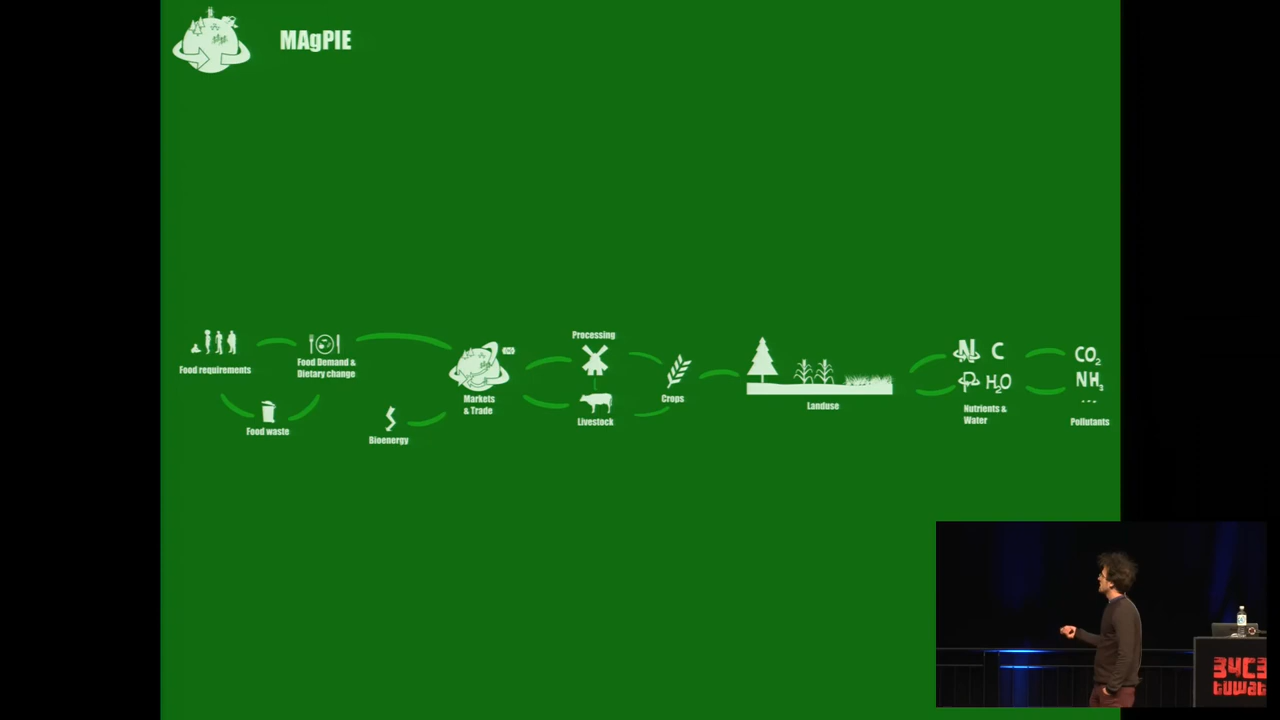 MAgPIE
Food requirements
Food Demand &
Dietary change
Food waste
Bioenergy
Markets
& Trade
Processing
Livestock
Crops
Landuse
N C
P H₂O
Nutrients &
Water
CO₂
NH₃
...
Pollutants
34C3
tuwat